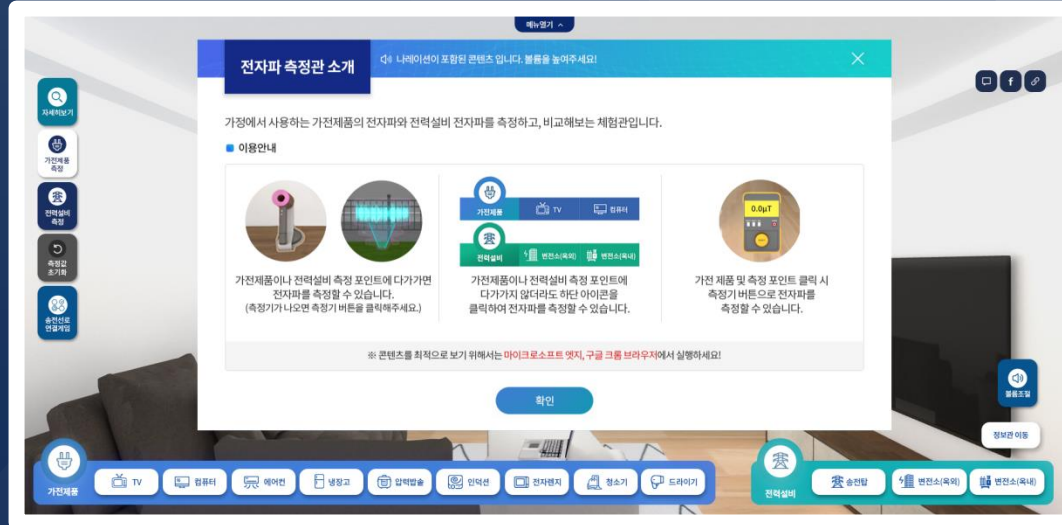 메뉴열기
전자파 측정관 소개
나레이션이 포함된 콘텐츠 입니다. 볼륨을 높여주세요!
자세히보기
가전제품
측정
전력설비
측정
측정값
초기화
송전선로
연결게임
f
가정에서 사용하는 가전제품의 전자파와 전력설비 전자파를 측정하고, 비교해보는 체험관입니다.
이용안내
가전제품
TV
컴퓨터
전력설비
변전소(옥외)
변전소(옥내)
0.0µT
가전제품이나 전력설비 측정 포인트에 다가가면
전자파를 측정할 수 있습니다.
(측정기가 나오면 측정기 버튼을 클릭해주세요.)
가전제품이나 전력설비 측정 포인트에
다가가지 않더라도 하단 아이콘을
클릭하여 전자파를 측정할 수 있습니다.
가전 제품 및 측정 포인트 클릭 시
측정기 버튼으로 전자파를
측정할 수 있습니다.
※ 콘텐츠를 최적으로 보기 위해서는 마이크로소프트 엣지, 구글 크롬 브라우저에서 실행하세요!
확인
볼륨조절
정보관 이동
가전제품
TV
컴퓨터
에어컨
냉장고
압력밥솥
인덕션
전자렌지
청소기
드라이기
전력설비
송전탑
변전소(옥외)
변전소(옥내)